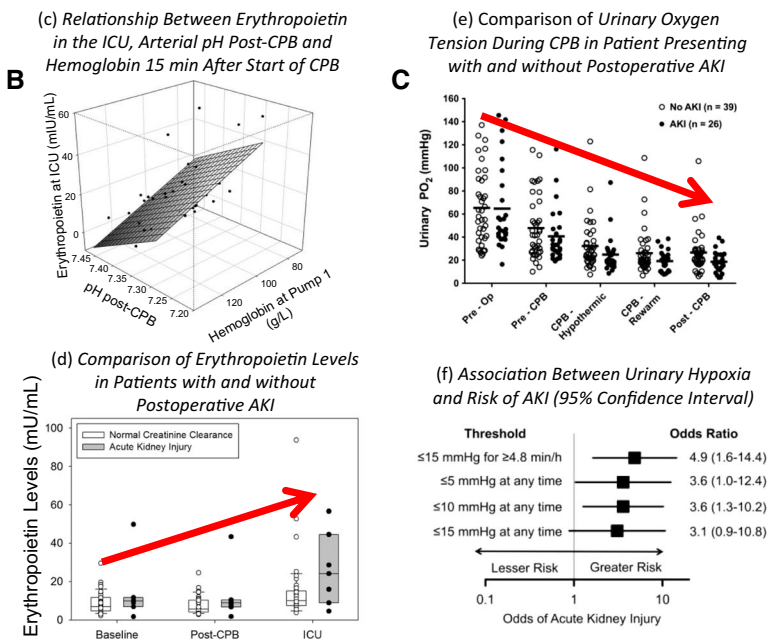 (c) Relationship Between Erythropoietin
in the ICU, Arterial pH Post-CPB and
Hemoglobin 15 min After Start of CPB
B
Erythropoietin at ICU (mIU/mL)
60
40
20
0
7.45
7.40
7.35
7.30
7.25
7.20
pH post-CPB
120
100
80
Hemoglobin at Pump 1
(g/L)
(e) Comparison of Urinary Oxygen
Tension During CPB in Patient Presenting
with and without Postoperative AKI
C
No AKI (n = 39)
AKI (n = 26)
Urinary PO2 (mmHg)
160
140
120
100
80
60
40
20
0
Pre - Op
Pre - CPB
CPB -
Hypothermic
CPB -
Rewarm
Post - CPB
(d) Comparison of Erythropoietin Levels
in Patients with and without
Postoperative AKI
Erythropoietin Levels (mU/mL)
100
80
60
40
20
0
Normal Creatinine Clearance
Acute Kidney Injury
Baseline
Post-CPB
ICU
(f) Association Between Urinary Hypoxia
and Risk of AKI (95% Confidence Interval)
Threshold Odds Ratio
≤15 mmHg for ≥4.8 min/h 4.9 (1.6-14.4)
≤5 mmHg at any time 3.6 (1.0-12.4)
≤10 mmHg at any time 3.6 (1.3-10.2)
≤15 mmHg at any time 3.1 (0.9-10.8)
Lesser Risk Greater Risk
0.1 1 10
Odds of Acute Kidney Injury